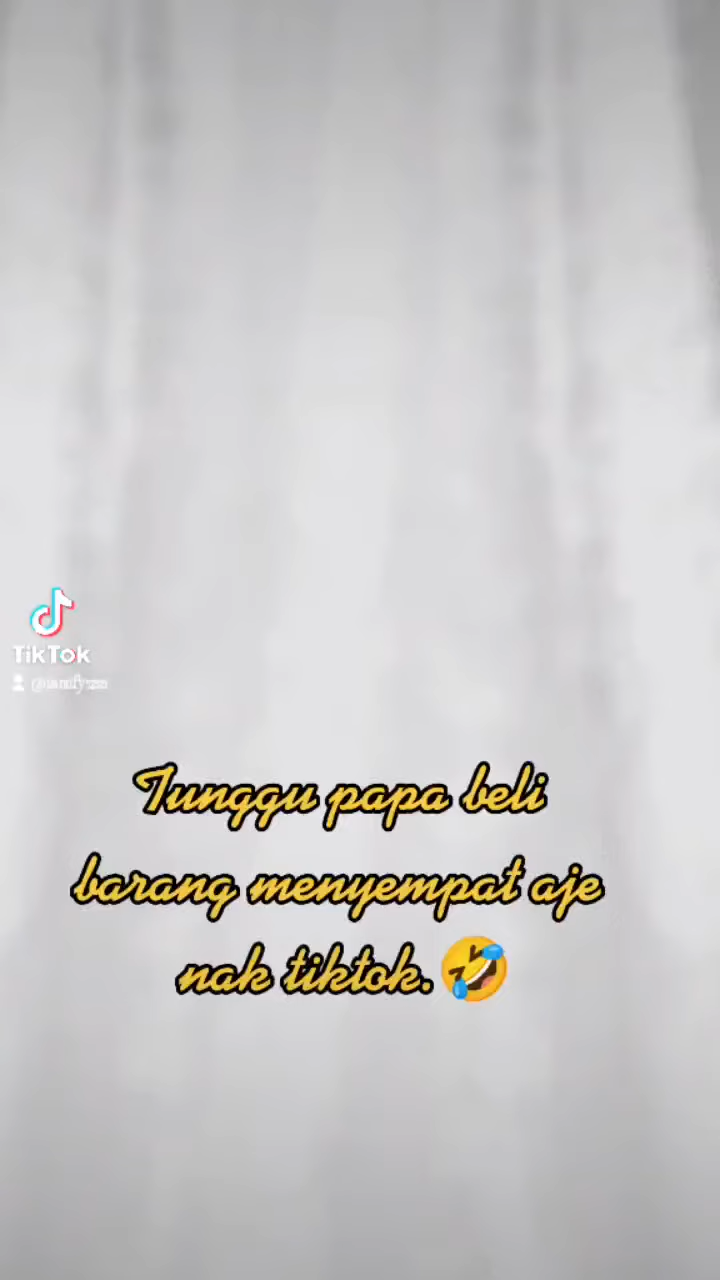 TikTok
Tunggu papa beli
barang menyempat aje
nak tiktok.🤣